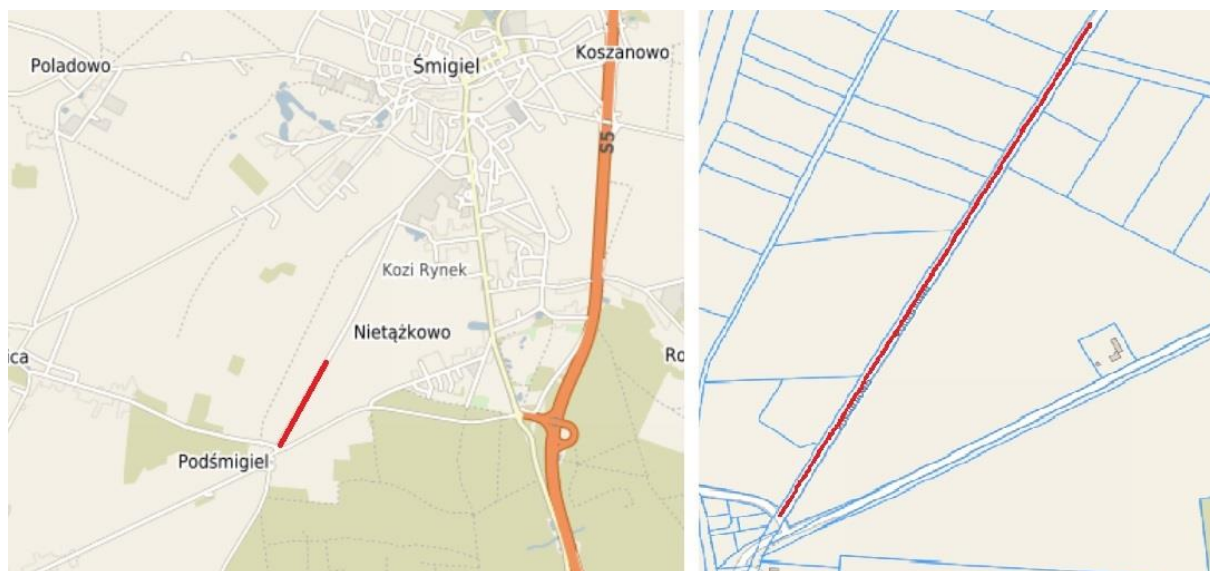 Koszanowo
Śmigiel
Poladowo
S5
Kozi Rynek
Nietążkowo
ica
Ro
Podśmigiel